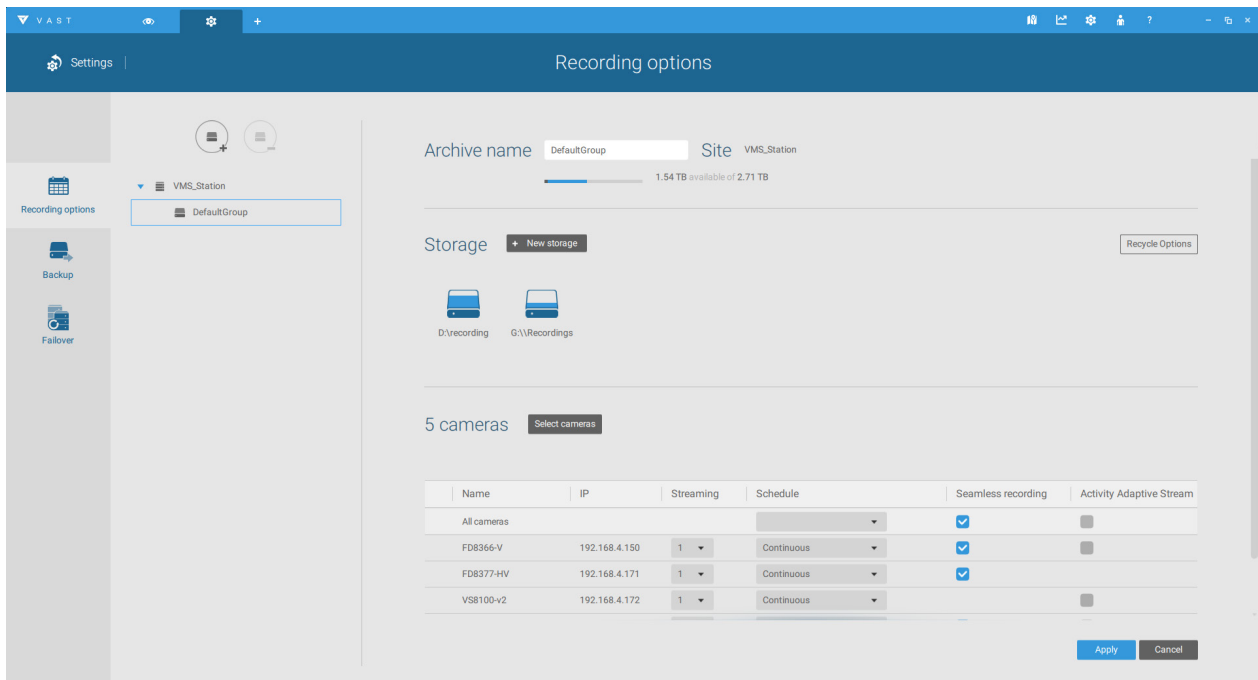 VAST
+
?
Settings
Recording options
Recording options
Backup
Failover
VMS_Station
DefaultGroup
Archive name DefaultGroup Site VMS_Station
1.54 TB available of 2.71 TB
Storage + New storage Recycle Options
D:\recording G:\\Recordings
5 cameras Select cameras
Name IP Streaming Schedule Seamless recording Activity Adaptive Stream
All cameras
FD8366-V 192.168.4.150 1 Continuous
FD8377-HV 192.168.4.171 1 Continuous
VS8100-v2 192.168.4.172 1 Continuous
Apply Cancel